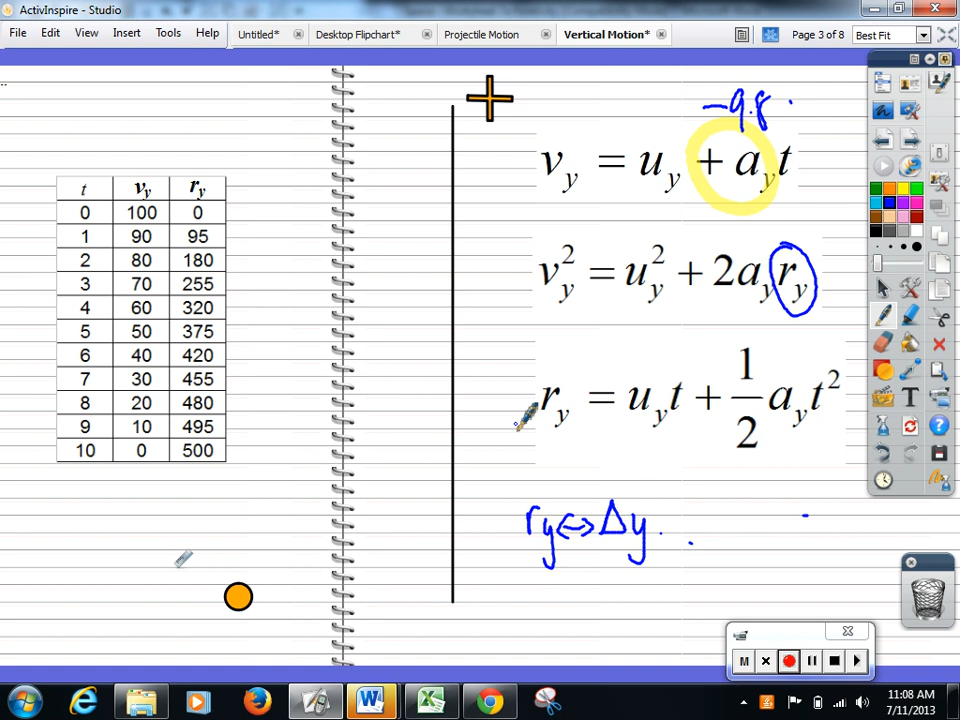 ActivInspire - Studio
File Edit View Insert Tools Help
Untitled* Desktop Flipchart* Projectile Motion Vertical Motion*
Page 3 of 8 Best Fit
t v_y r_y
0 100 0
1 90 95
2 80 180
3 70 255
4 60 320
5 50 375
6 40 420
7 30 455
8 20 480
9 10 495
10 0 500
-9.8
v_y = u_y + a_y t
v_y^2 = u_y^2 + 2a_y r_y
r_y = u_y t + 1/2 a_y t^2
ry <-> Δy
M
11:08 AM
7/11/2013